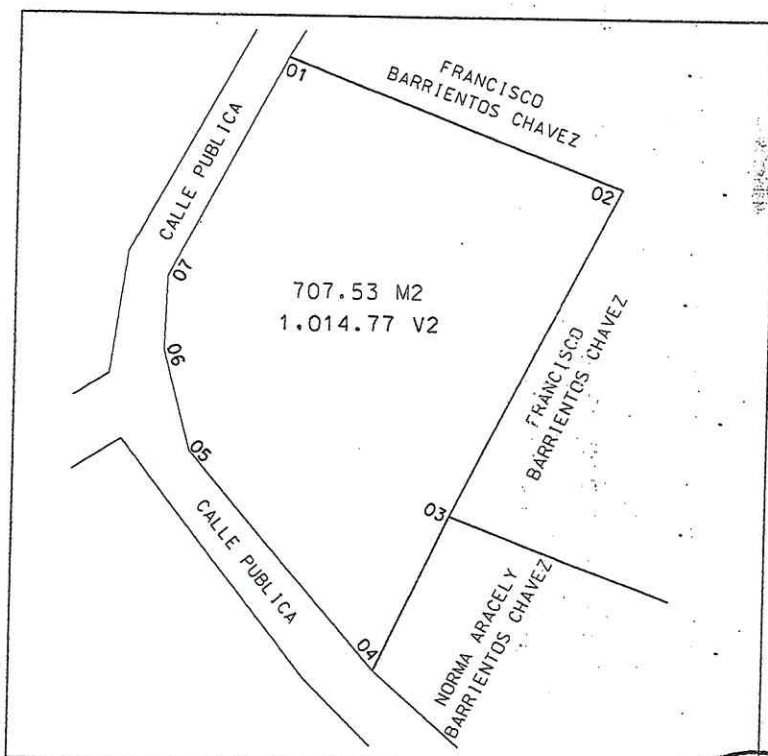 01
FRANCISCO
BARRIENTOS CHAVEZ
02
CALLE PUBLICA
07
707.53 M2
1.014.77 V2
06
FRANCISCO
BARRIENTOS CHAVEZ
05
03
CALLE PUBLICA
NORMA ARACELY
BARRIENTOS CHAVEZ
04